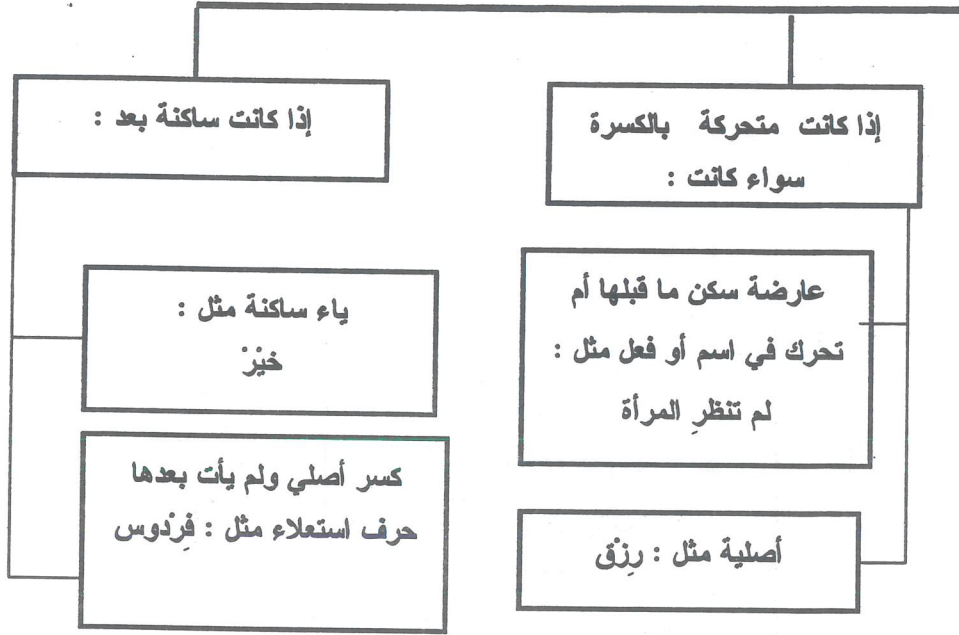 إذا كانت متحركة بالكسرة
سواء كانت :
عارضة سكن ما قبلها أم
تحرك في اسم أو فعل مثل :
لم تنظرِ المرأة
أصلية مثل : رِزْق
إذا كانت ساكنة بعد :
ياء ساكنة مثل :
خيْرْ
كسر أصلي ولم يأت بعدها
حرف استعلاء مثل : فِرْدوس